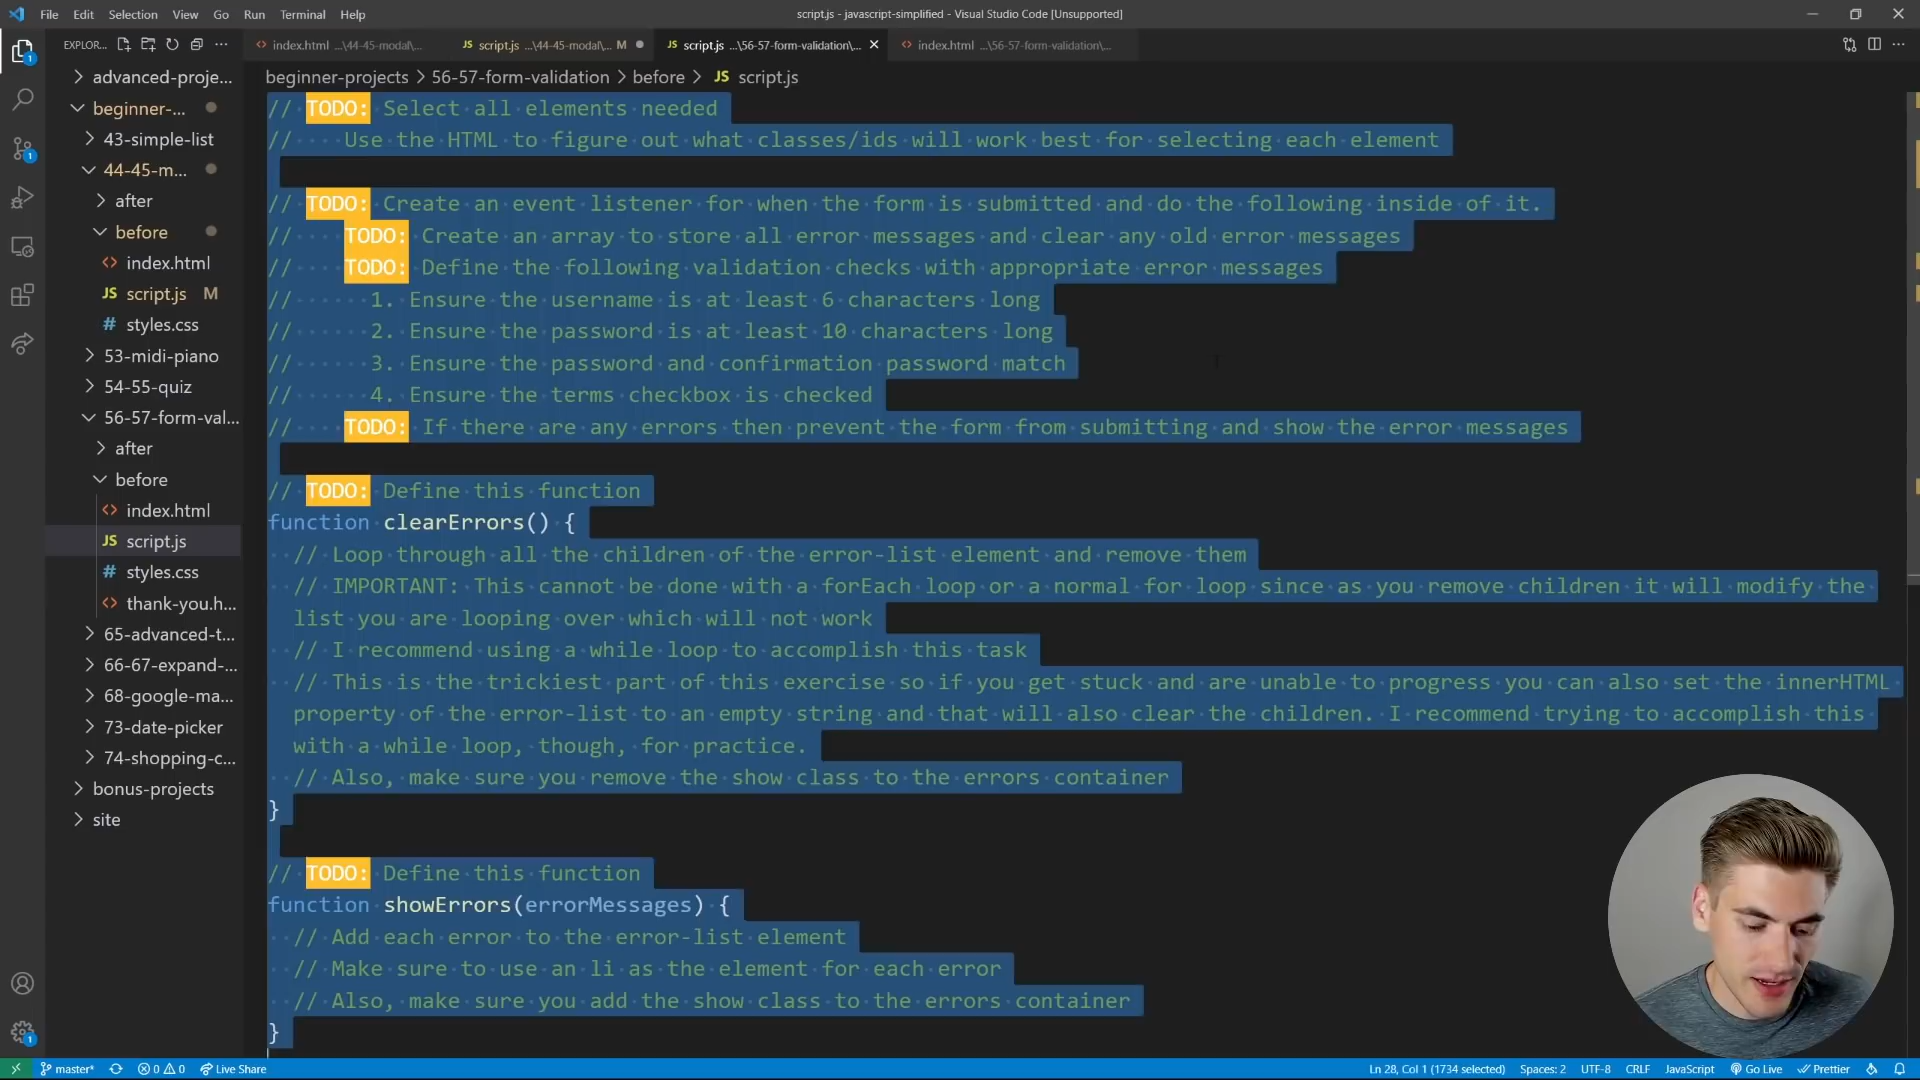 File Edit Selection View Go Run Terminal Help
script.js - javascript-simplified - Visual Studio Code [Unsupported]
EXPLOR...
index.html ...\44-45-modal\...
JS script.js ...\44-45-modal\... M
JS script.js ...\56-57-form-validation\...
index.html ...\56-57-form-validation\...
beginner-projects > 56-57-form-validation > before > JS script.js
advanced-proje...
beginner-...
43-simple-list
44-45-m...
after
before
index.html
JS script.js M
# styles.css
53-midi-piano
54-55-quiz
56-57-form-val...
after
before
index.html
JS script.js
# styles.css
thank-you.h...
65-advanced-t...
66-67-expand-...
68-google-ma...
73-date-picker
74-shopping-c...
bonus-projects
site
// TODO: Select all elements needed
// Use the HTML to figure out what classes/ids will work best for selecting each element
// TODO: Create an event listener for when the form is submitted and do the following inside of it.
// TODO: Create an array to store all error messages and clear any old error messages
// TODO: Define the following validation checks with appropriate error messages
// 1. Ensure the username is at least 6 characters long
// 2. Ensure the password is at least 10 characters long
// 3. Ensure the password and confirmation password match
// 4. Ensure the terms checkbox is checked
// TODO: If there are any errors then prevent the form from submitting and show the error messages
// TODO: Define this function
function clearErrors() {
// Loop through all the children of the error-list element and remove them
// IMPORTANT: This cannot be done with a forEach loop or a normal for loop since as you remove children it will modify the
list you are looping over which will not work
// I recommend using a while loop to accomplish this task
// This is the trickiest part of this exercise so if you get stuck and are unable to progress you can also set the innerHTML
property of the error-list to an empty string and that will also clear the children. I recommend trying to accomplish this
with a while loop, though, for practice.
// Also, make sure you remove the show class to the errors container
}
// TODO: Define this function
function showErrors(errorMessages) {
// Add each error to the error-list element
// Make sure to use an li as the element for each error
// Also, make sure you add the show class to the errors container
}
master* 0 0 Live Share
Ln 28, Col 1 (1734 selected) Spaces: 2 UTF-8 CRLF JavaScript Go Live Prettier